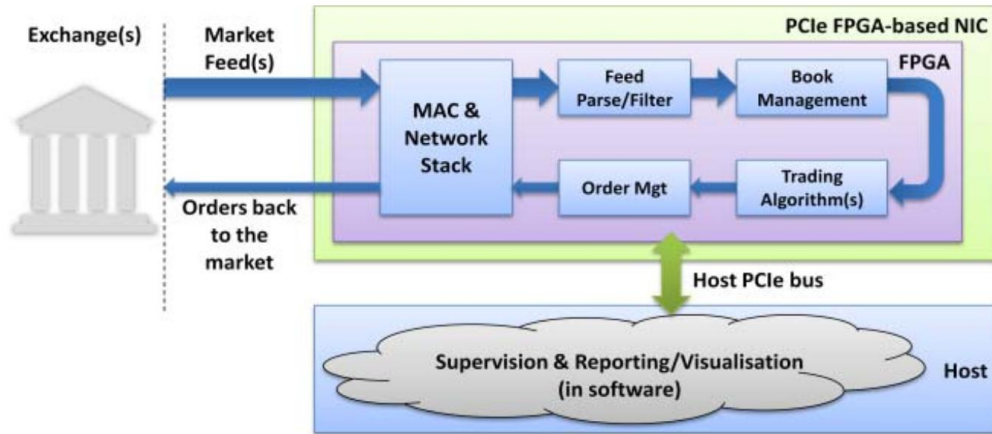 Exchange(s)
Market
Feed(s)
PCIe FPGA-based NIC
FPGA
MAC &
Network
Stack
Feed
Parse/Filter
Book
Management
Order Mgt
Trading
Algorithm(s)
Orders back
to the
market
Host PCIe bus
Supervision & Reporting/Visualisation
(in software)
Host